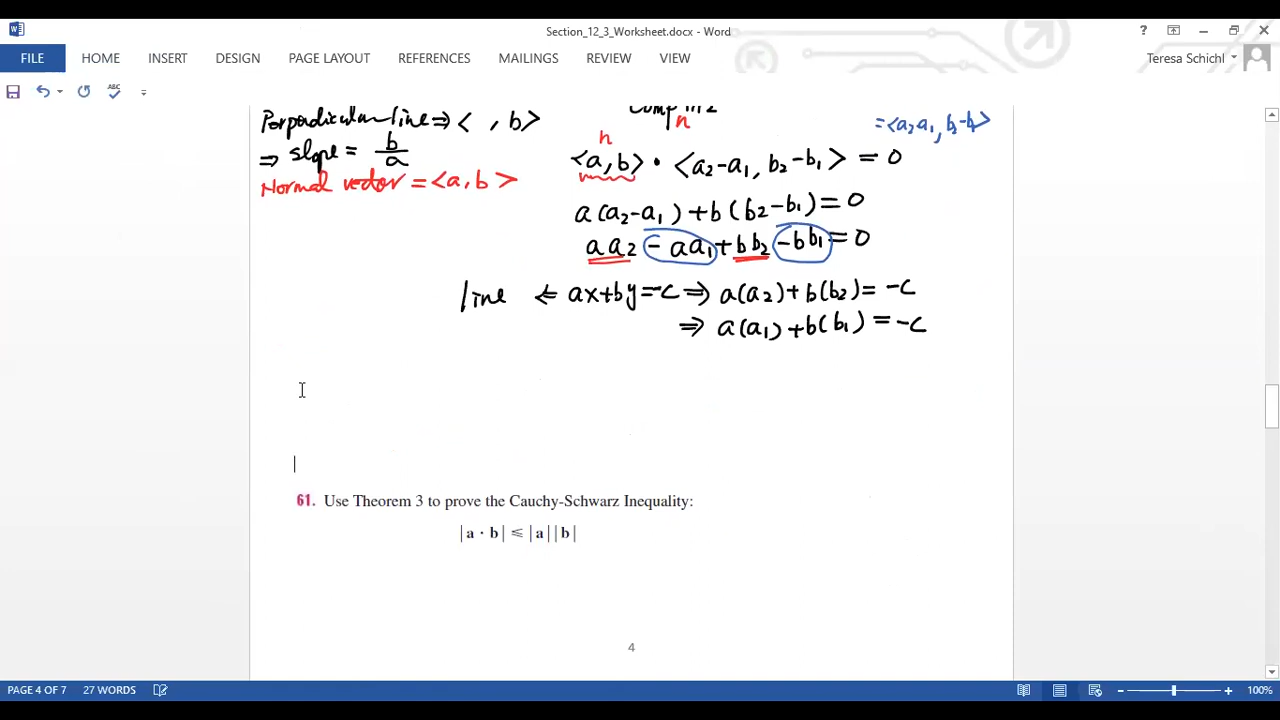 Section_12_3_Worksheet.docx - Word
?
FILE HOME INSERT DESIGN PAGE LAYOUT REFERENCES MAILINGS REVIEW VIEW
Teresa Schichl
ABC
Perpendicular line ⇒ < , b>
⇒ slope = b/a
Normal vector = <a, b>
n n
= <a2 a1, b2-b1>
<a, b> • <a2-a1, b2-b1> = 0
a(a2-a1) + b(b2-b1) = 0
aa2 - aa1 + bb2 - bb1 = 0
line ⇐ ax+by=-c ⇒ a(a2)+b(b2)= -c
⇒ a(a1)+b(b1) = -c
61. Use Theorem 3 to prove the Cauchy-Schwarz Inequality:
|a · b| ≤ |a||b|
4
PAGE 4 OF 7 27 WORDS
100%